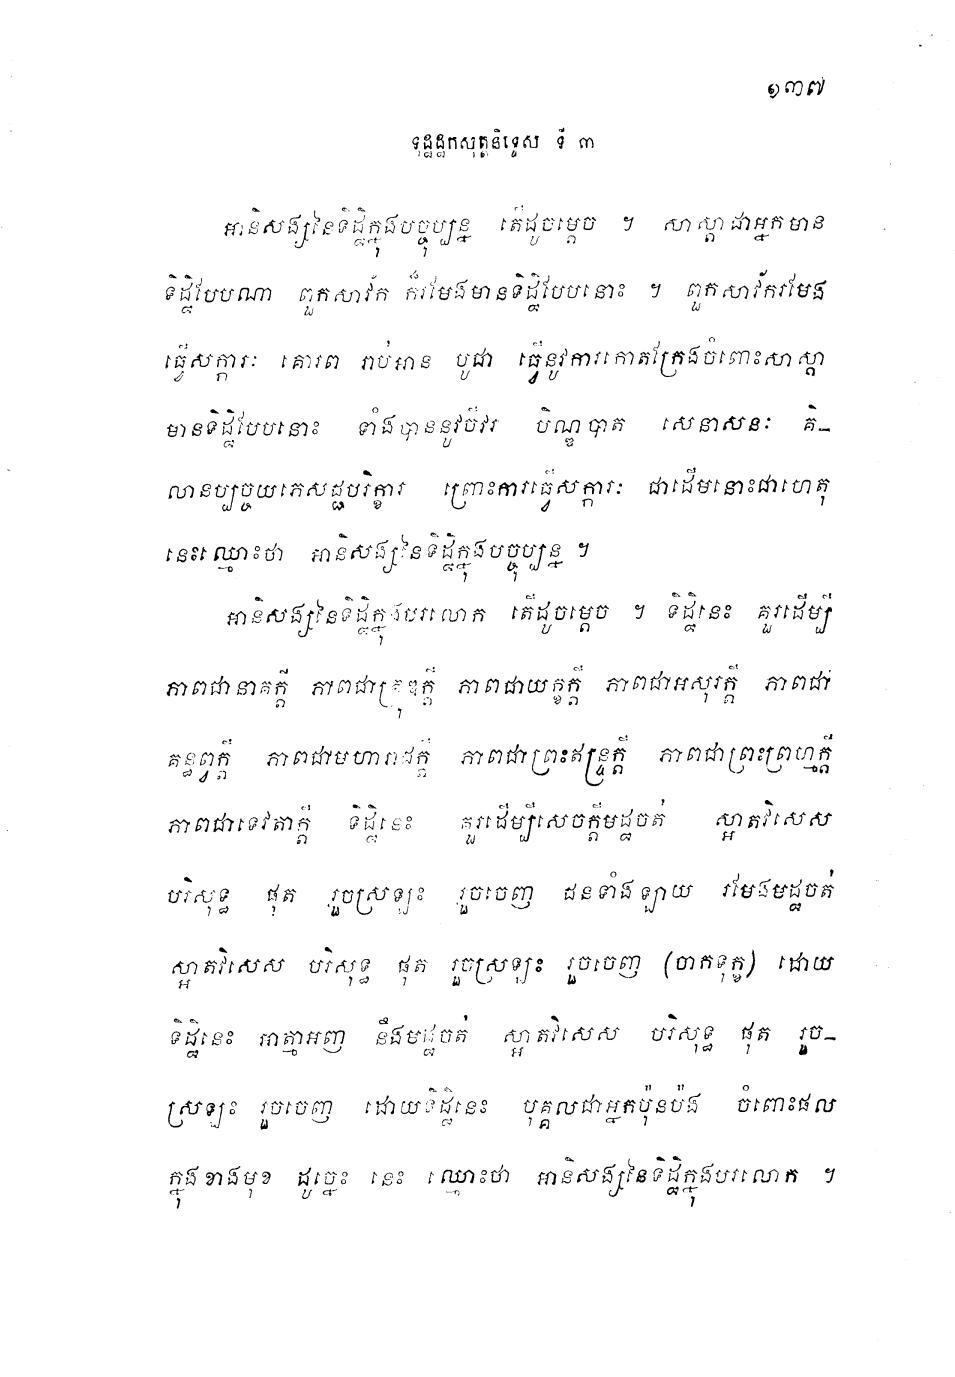 ១៣៧
ទុដ្ឋដ្ឋកសុត្តនិទ្ទេស ទី ៣
អានិសង្សនៃទិដ្ឋិក្នុងបច្ចុប្បន្ន តើដូចម្តេច ។ សាស្តាជាអ្នកមាន
ទិដ្ឋិបែបណា ពួកសាវ័ក ក៏រមែងមានទិដ្ឋិបែបនោះ ។ ពួកសាវ័ករមែង
ធ្វើសក្ការៈ គោរព រាប់អាន បូជា ធ្វើនូវការកោតក្រែងចំពោះសាស្តា
មានទិដ្ឋិបែបនោះ ទាំងបាននូវចីវរ បិណ្ឌបាត សេនាសនៈ គិ-
លានប្បច្ចយភេសជ្ជបរិក្ខារ ព្រោះការធ្វើសក្ការៈ ជាដើមនោះជាហេតុ
នេះឈ្មោះថា អានិសង្សនៃទិដ្ឋិក្នុងបច្ចុប្បន្ន ។
អានិសង្សនៃទិដ្ឋិក្នុងបរលោក តើដូចម្តេច ។ ទិដ្ឋិនេះ គួរដើម្បី
ភាពជានាគក្តី ភាពជាគ្រុឌក្តី ភាពជាយក្ខក្តី ភាពជាអសុរក្តី ភាពជា
គន្ធព្វក្តី ភាពជាមហារាជក្តី ភាពជាព្រះឥន្ទ្រក្តី ភាពជាព្រះព្រហ្មក្តី
ភាពជាទេវតាក្តី ទិដ្ឋិនេះ គួរដើម្បីសេចក្តីមដ្ឋចត់ ស្អាតវិសេស
បរិសុទ្ធ ផុត រួចស្រឡះ រួចចេញ ជនទាំងឡាយ រមែងមដ្ឋចត់
ស្អាតវិសេស បរិសុទ្ធ ផុត រួចស្រឡះ រួចចេញ (ចាកទុក្ខ) ដោយ
ទិដ្ឋិនេះ អាត្មាអញ នឹងមដ្ឋចត់ ស្អាតវិសេស បរិសុទ្ធ ផុត រួច-
ស្រឡះ រួចចេញ ដោយទិដ្ឋិនេះ បុគ្គលជាអ្នកប៉ុនប៉ង ចំពោះផល
ក្នុងខាងមុខ ដូច្នេះ នេះ ឈ្មោះថា អានិសង្សនៃទិដ្ឋិក្នុងបរលោក ។